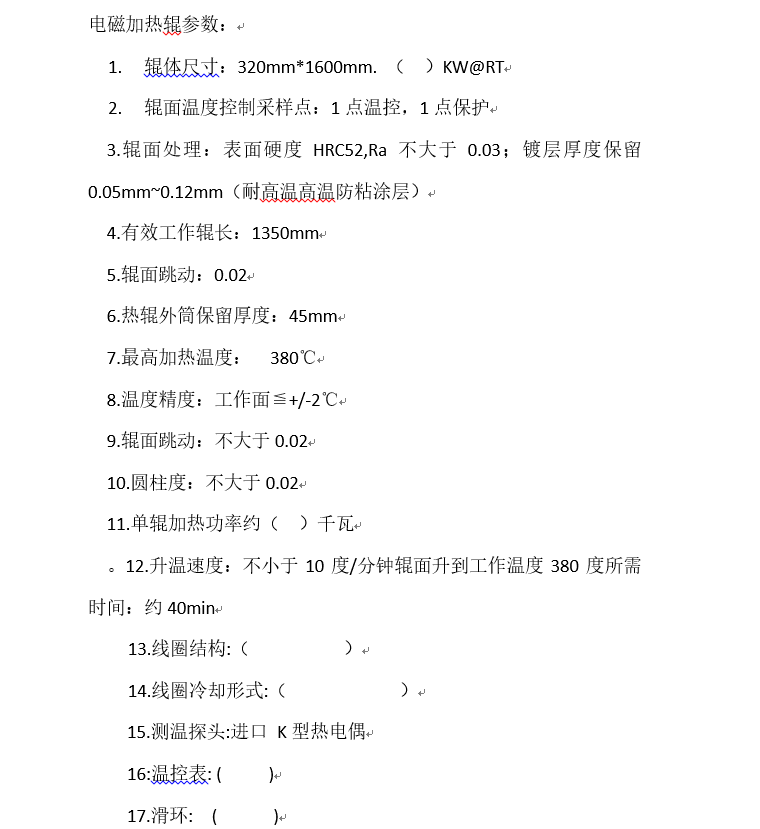 电磁加热辊参数：
1. 辊体尺寸：320mm*1600mm. （ ）KW@RT
2. 辊面温度控制采样点：1点温控，1点保护
3.辊面处理：表面硬度 HRC52,Ra 不大于 0.03；镀层厚度保留
0.05mm~0.12mm（耐高温高温防粘涂层）
4.有效工作辊长：1350mm
5.辊面跳动：0.02
6.热辊外筒保留厚度：45mm
7.最高加热温度： 380℃
8.温度精度：工作面≦+/-2℃
9.辊面跳动：不大于 0.02
10.圆柱度：不大于 0.02
11.单辊加热功率约（ ）千瓦
。12.升温速度：不小于 10 度/分钟辊面升到工作温度 380 度所需
时间：约 40min
13.线圈结构:（ ）
14.线圈冷却形式:（ ）
15.测温探头:进口 K 型热电偶
16:温控表: ( )
17.滑环: ( )